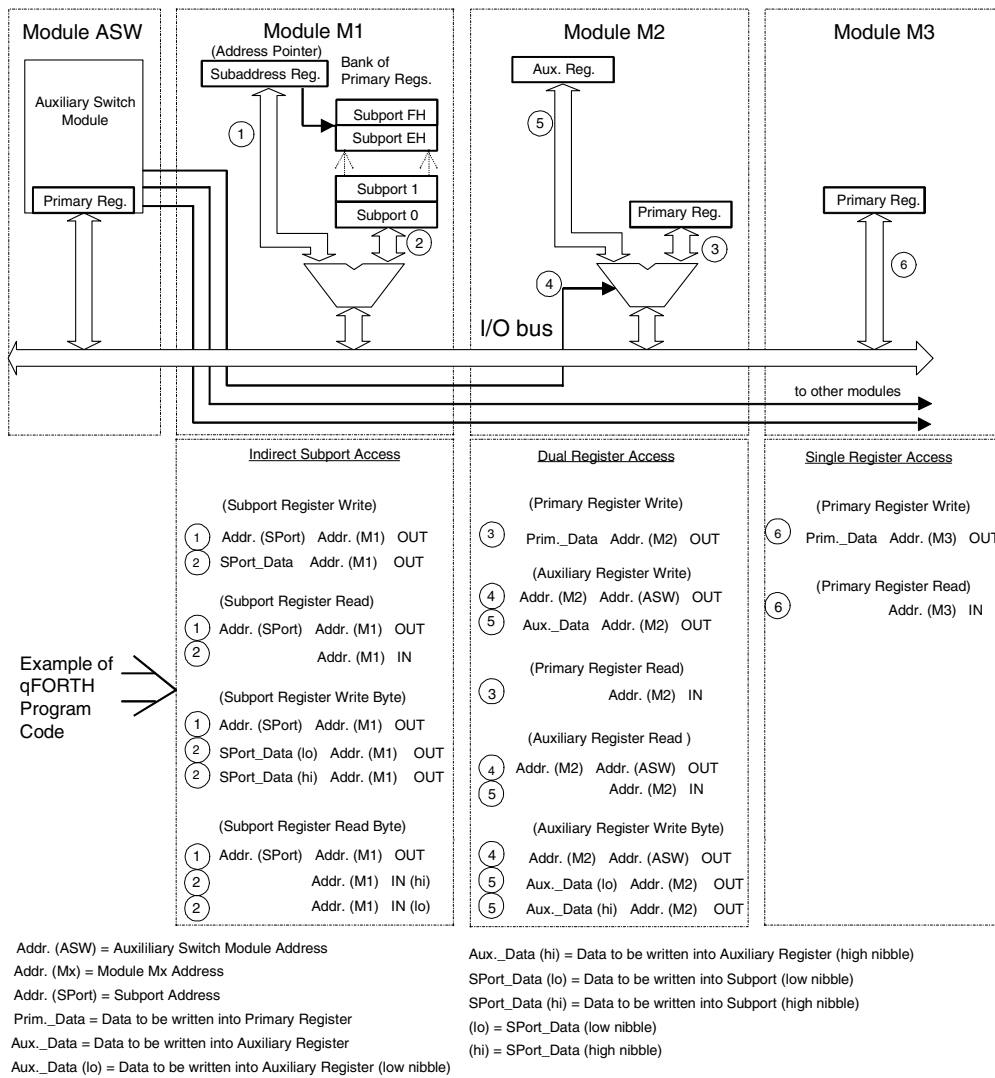 Module ASW
Module M1
Module M2
Module M3
(Address Pointer)
Subaddress Reg.
Bank of
Primary Regs.
Aux. Reg.
Auxiliary Switch
Module
Subport FH
Subport EH
1
5
Subport 1
Subport 0
Primary Reg.
Primary Reg.
Primary Reg.
2
3
4
6
I/O bus
to other modules
Indirect Subport Access
(Subport Register Write)
1 Addr. (SPort) Addr. (M1) OUT
2 SPort_Data Addr. (M1) OUT
(Subport Register Read)
1 Addr. (SPort) Addr. (M1) OUT
2 Addr. (M1) IN
(Subport Register Write Byte)
1 Addr. (SPort) Addr. (M1) OUT
2 SPort_Data (lo) Addr. (M1) OUT
2 SPort_Data (hi) Addr. (M1) OUT
(Subport Register Read Byte)
1 Addr. (SPort) Addr. (M1) OUT
2 Addr. (M1) IN (hi)
2 Addr. (M1) IN (lo)
Dual Register Access
(Primary Register Write)
3 Prim._Data Addr. (M2) OUT
(Auxiliary Register Write)
4 Addr. (M2) Addr. (ASW) OUT
5 Aux._Data Addr. (M2) OUT
(Primary Register Read)
3 Addr. (M2) IN
(Auxiliary Register Read )
4 Addr. (M2) Addr. (ASW) OUT
5 Addr. (M2) IN
(Auxiliary Register Write Byte)
4 Addr. (M2) Addr. (ASW) OUT
5 Aux._Data (lo) Addr. (M2) OUT
5 Aux._Data (hi) Addr. (M2) OUT
Single Register Access
(Primary Register Write)
6 Prim._Data Addr. (M3) OUT
(Primary Register Read)
6 Addr. (M3) IN
Example of
qFORTH
Program
Code
Addr. (ASW) = Auxililiary Switch Module Address
Addr. (Mx) = Module Mx Address
Addr. (SPort) = Subport Address
Prim._Data = Data to be written into Primary Register
Aux._Data = Data to be written into Auxiliary Register
Aux._Data (lo) = Data to be written into Auxiliary Register (low nibble)
Aux._Data (hi) = Data to be written into Auxiliary Register (high nibble)
SPort_Data (lo) = Data to be written into Subport (low nibble)
SPort_Data (hi) = Data to be written into Subport (high nibble)
(lo) = SPort_Data (low nibble)
(hi) = SPort_Data (high nibble)